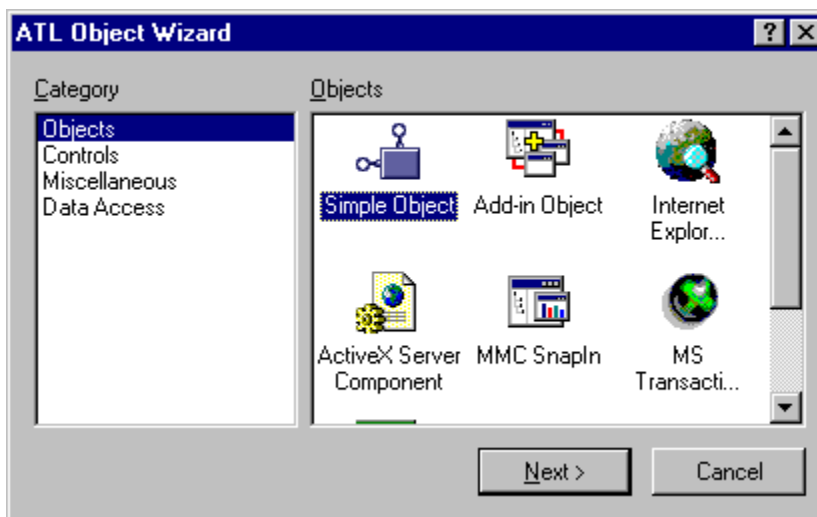 ATL Object Wizard
Category
Objects
Objects
Controls
Miscellaneous
Data Access
Simple Object
Add-in Object
Internet
Explor...
ActiveX Server
Component
MMC SnapIn
MS
Transacti...
Next >
Cancel